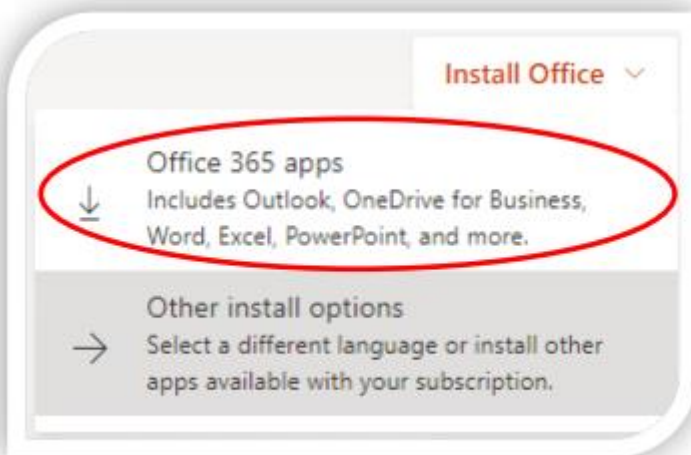 Install Office
Office 365 apps
Includes Outlook, OneDrive for Business,
Word, Excel, PowerPoint, and more.
Other install options
Select a different language or install other
apps available with your subscription.